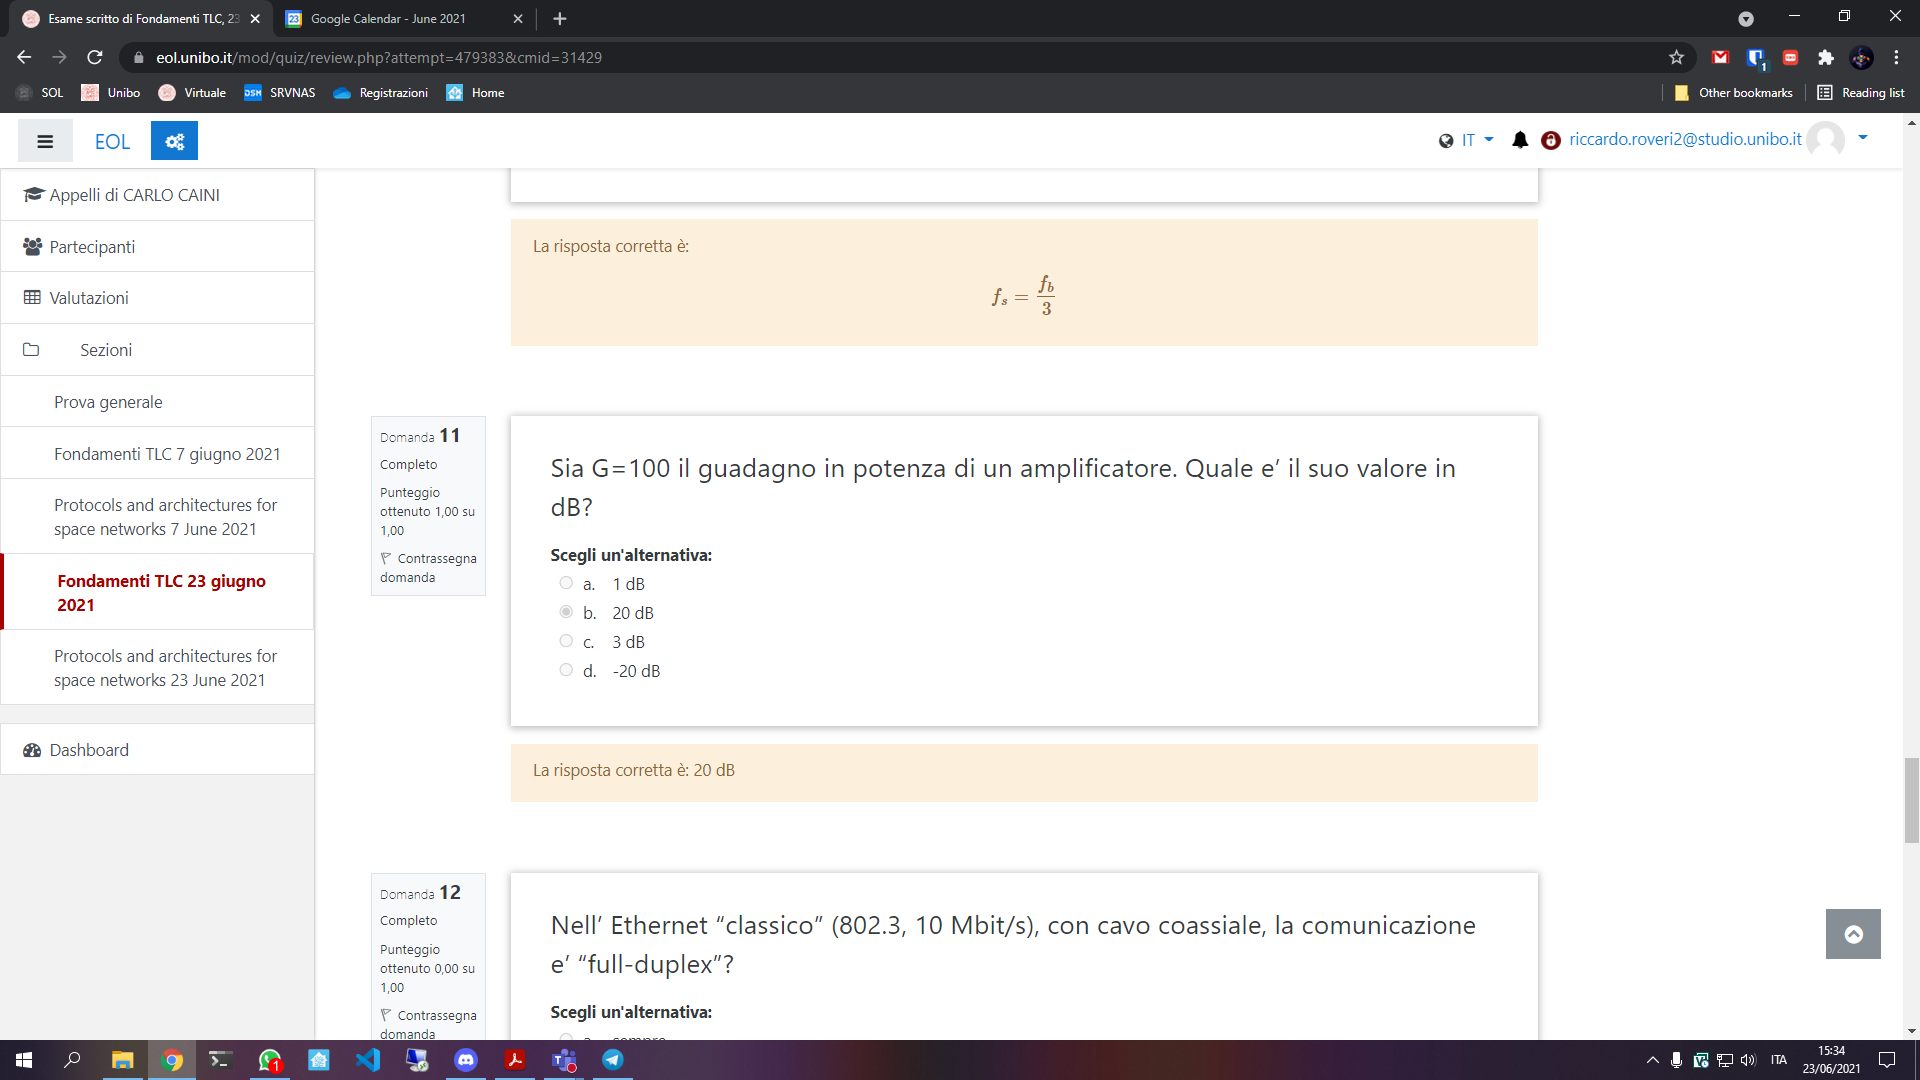 Esame scritto di Fondamenti TLC, 23
Google Calendar - June 2021
eol.unibo.it/mod/quiz/review.php?attempt=479383&cmid=31429
SOL
Unibo
Virtuale
SRVNAS
Registrazioni
Home
Other bookmarks
Reading list
EOL
IT
riccardo.roveri2@studio.unibo.it
Appelli di CARLO CAINI
Partecipanti
Valutazioni
Sezioni
Prova generale
Fondamenti TLC 7 giugno 2021
Protocols and architectures for
space networks 7 June 2021
Fondamenti TLC 23 giugno
2021
Protocols and architectures for
space networks 23 June 2021
Dashboard
La risposta corretta è:
f_s = f_b/3
Domanda 11
Completo
Punteggio
ottenuto 1,00 su
1,00
Contrassegna
domanda
Sia G=100 il guadagno in potenza di un amplificatore. Quale e’ il suo valore in
dB?
Scegli un'alternativa:
a. 1 dB
b. 20 dB
c. 3 dB
d. -20 dB
La risposta corretta è: 20 dB
Domanda 12
Completo
Punteggio
ottenuto 0,00 su
1,00
Contrassegna
domanda
Nell’ Ethernet “classico” (802.3, 10 Mbit/s), con cavo coassiale, la comunicazione
e’ “full-duplex”?
Scegli un'alternativa:
a. sempre
ITA
15:34
23/06/2021